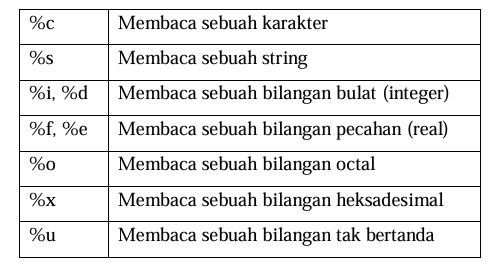 %c Membaca sebuah karakter
%s Membaca sebuah string
%i, %d Membaca sebuah bilangan bulat (integer)
%f, %e Membaca sebuah bilangan pecahan (real)
%o Membaca sebuah bilangan octal
%x Membaca sebuah bilangan heksadesimal
%u Membaca sebuah bilangan tak bertanda